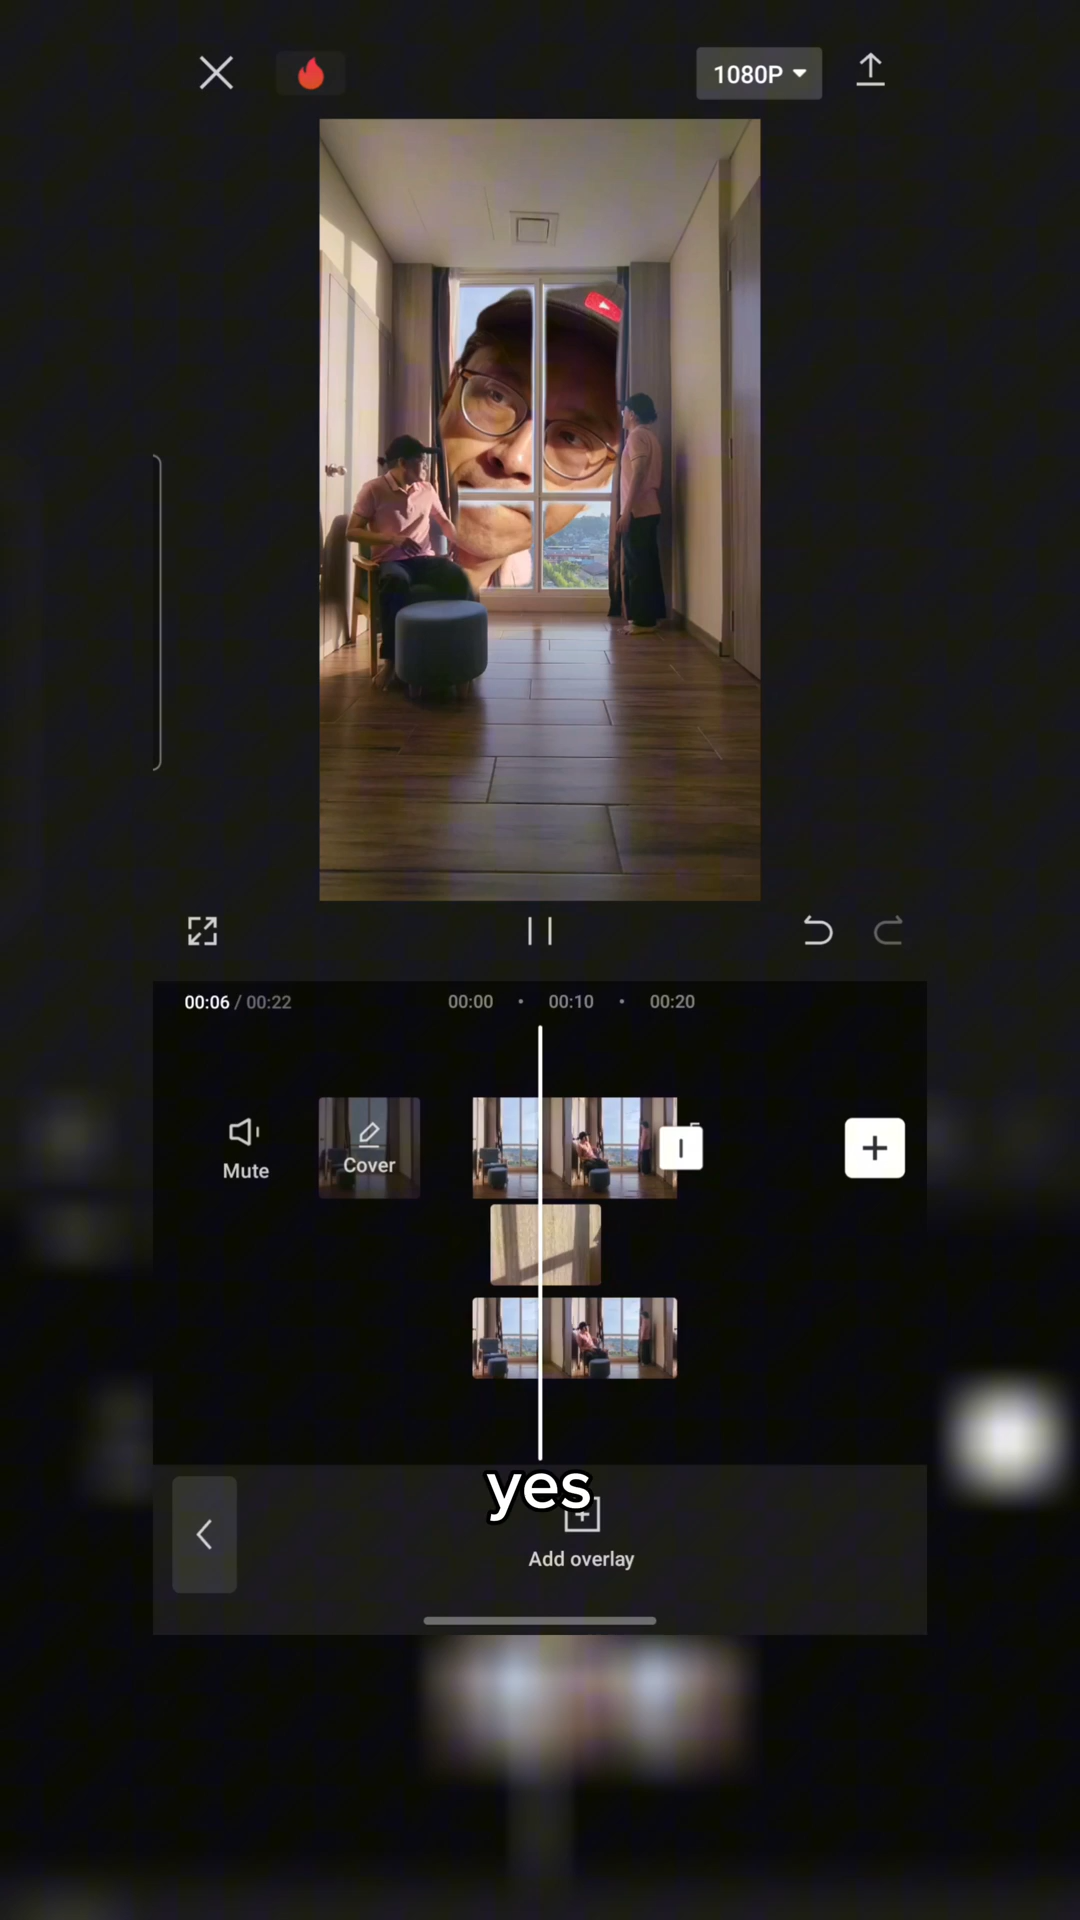 1080P
00:06 / 00:22
00:00 • 00:10 • 00:20
Mute
Cover
yes
Add overlay